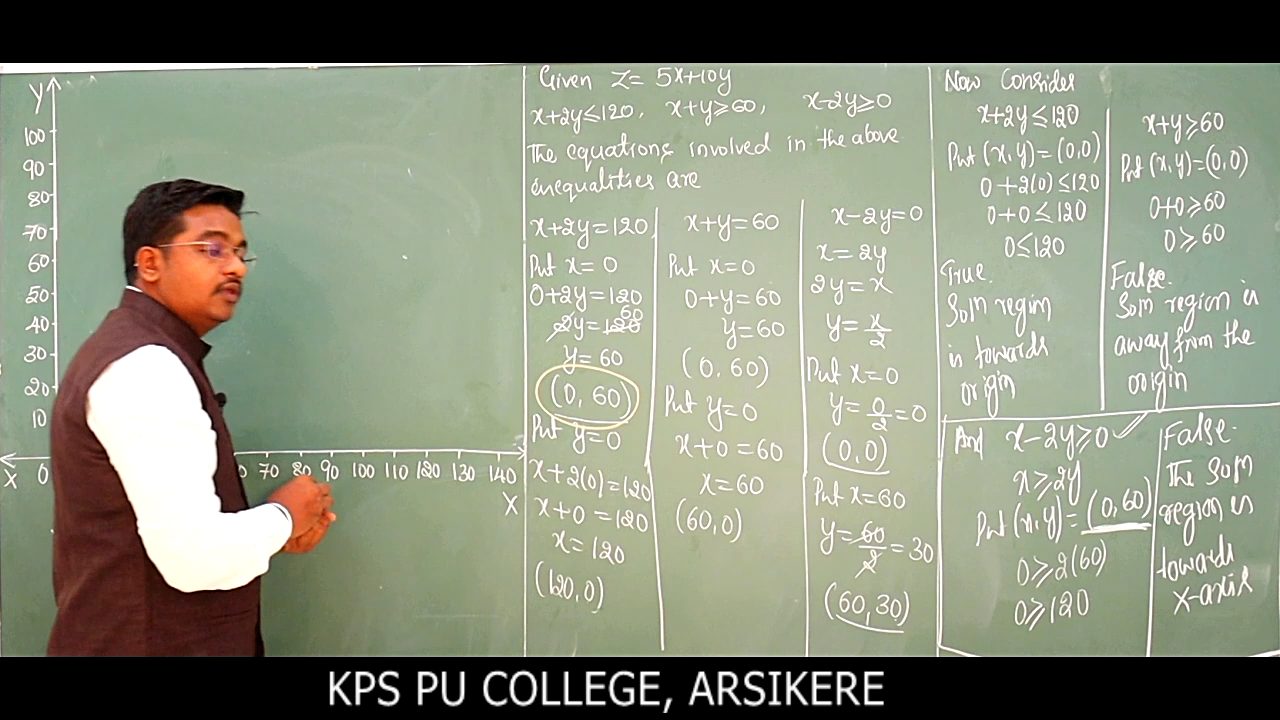 Y
100
90
80
70
60
50
40
30
20
10
X 0 70 80 90 100 110 120 130 140
X
Given Z= 5x+10y
x+2y≤120, x+y≥60, x-2y≥0
The equations involved in the above
inequalities are
x+2y=120
Put x=0
0+2y=120
60
2y=120
y=60
(0,60)
Put y=0
x+2(0)=120
x+0=120
x=120
(120,0)
x+y=60
Put x=0
0+y=60
y=60
(0,60)
Put y=0
x+0=60
x=60
(60,0)
x-2y=0
x=2y
2y=x
y=x/2
Put x=0
y=0/2=0
(0,0)
Put x=60
y=60/2=30
(60,30)
Now Consider
x+2y≤120
Put (x,y)=(0,0)
0+2(0)≤120
0+0≤120
0≤120
True.
Soln region
is towards
origin
x+y≥60
Put (x,y)=(0,0)
0+0≥60
0≥60
False.
Soln region is
away from the
origin
And x-2y≥0 ✓
x≥2y
Put (x,y)=(0,60)
0≥2(60)
0≥120
False.
The Soln
region is
towards
X-axis
KPS PU COLLEGE, ARSIKERE